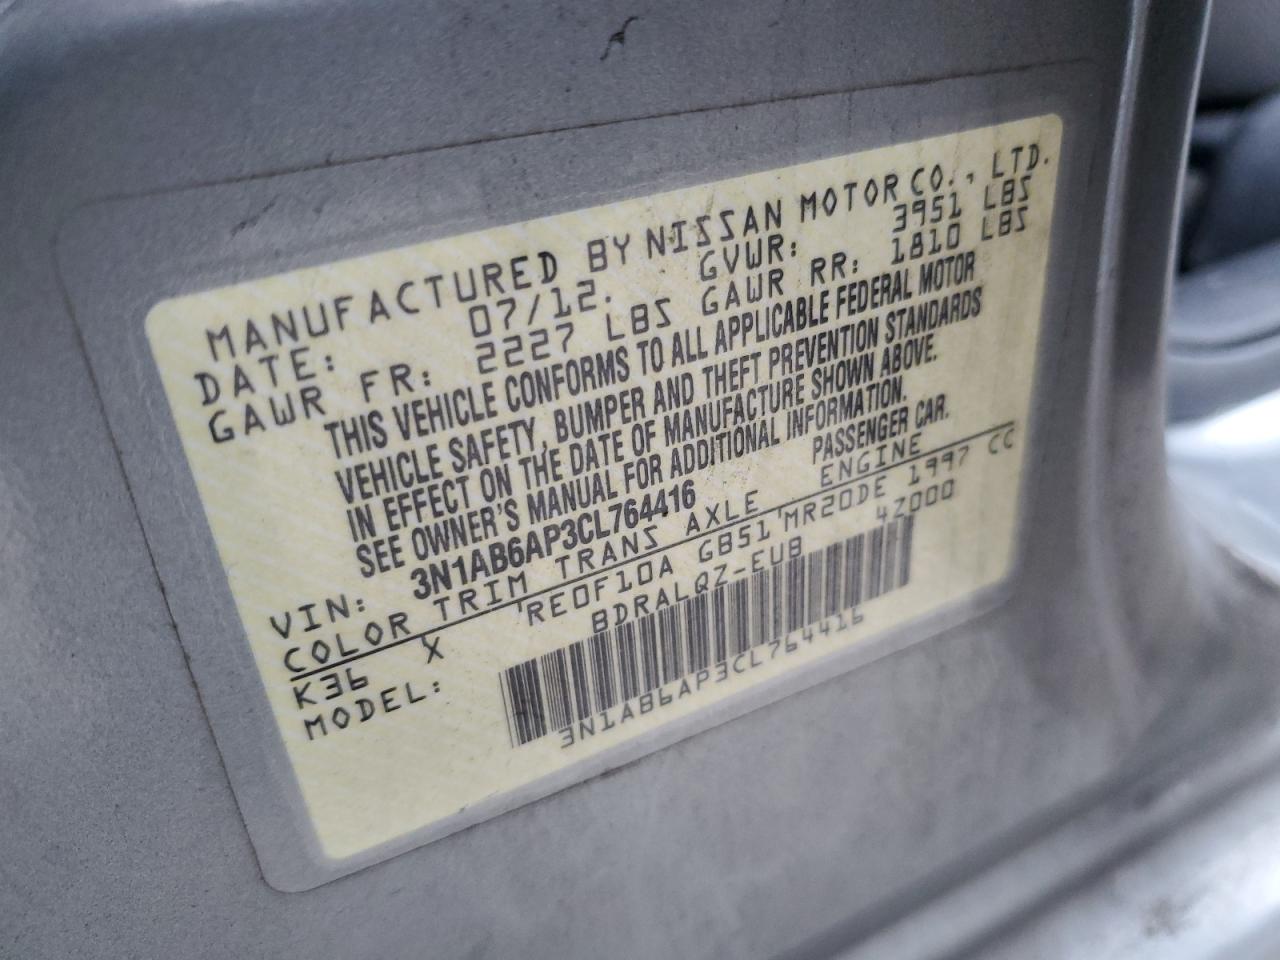 MANUFACTURED BY NISSAN MOTOR CO., LTD.
DATE: 07/12. GVWR: 3951 LBS
GAWR FR: 2227 LBS GAWR RR: 1810 LBS
THIS VEHICLE CONFORMS TO ALL APPLICABLE FEDERAL MOTOR
VEHICLE SAFETY, BUMPER AND THEFT PREVENTION STANDARDS
IN EFFECT ON THE DATE OF MANUFACTURE SHOWN ABOVE.
SEE OWNER'S MANUAL FOR ADDITIONAL INFORMATION.
VIN: 3N1AB6AP3CL764416 PASSENGER CAR.
COLOR TRIM TRANS AXLE ENGINE
K36 X RE0F10A GB51 MR20DE 1997 CC
MODEL: BDRALQZ-EUB 4Z000
3N1AB6AP3CL764416